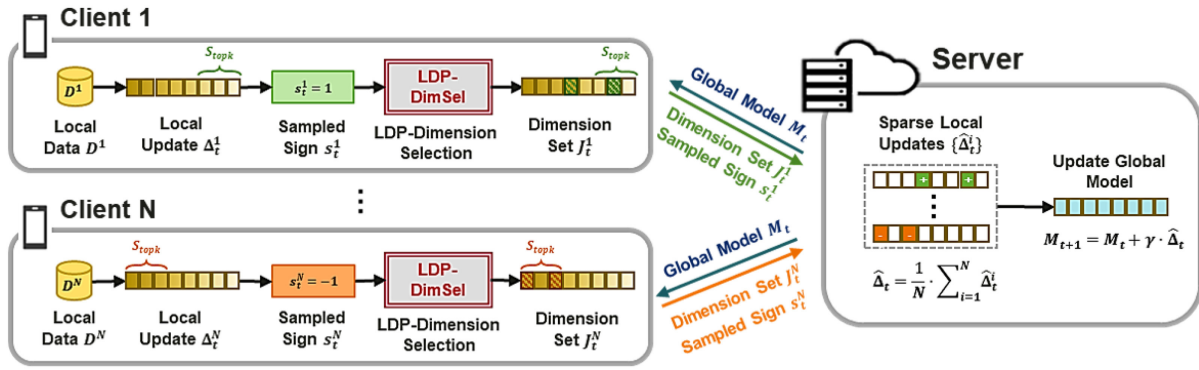 Client 1
S_topk
S_topk
D^1
s_t^1 = 1
LDP-
DimSel
Local
Data D^1
Local
Update Δ_t^1
Sampled
Sign s_t^1
LDP-Dimension
Selection
Dimension
Set J_t^1
⋮
Client N
S_topk
S_topk
D^N
s_t^N = −1
LDP-
DimSel
Local
Data D^N
Local
Update Δ_t^N
Sampled
Sign s_t^N
LDP-Dimension
Selection
Dimension
Set J_t^N
Global Model M_t
Dimension Set J_t^1
Sampled Sign s_t^1
Global Model M_t
Dimension Set J_t^N
Sampled Sign s_t^N
Server
Sparse Local
Updates {Δ̂_t^i}
+ +
⋮
- -
Δ̂_t = 1/N · ∑_{i=1}^N Δ̂_t^i
Update Global
Model
M_{t+1} = M_t + γ · Δ̂_t